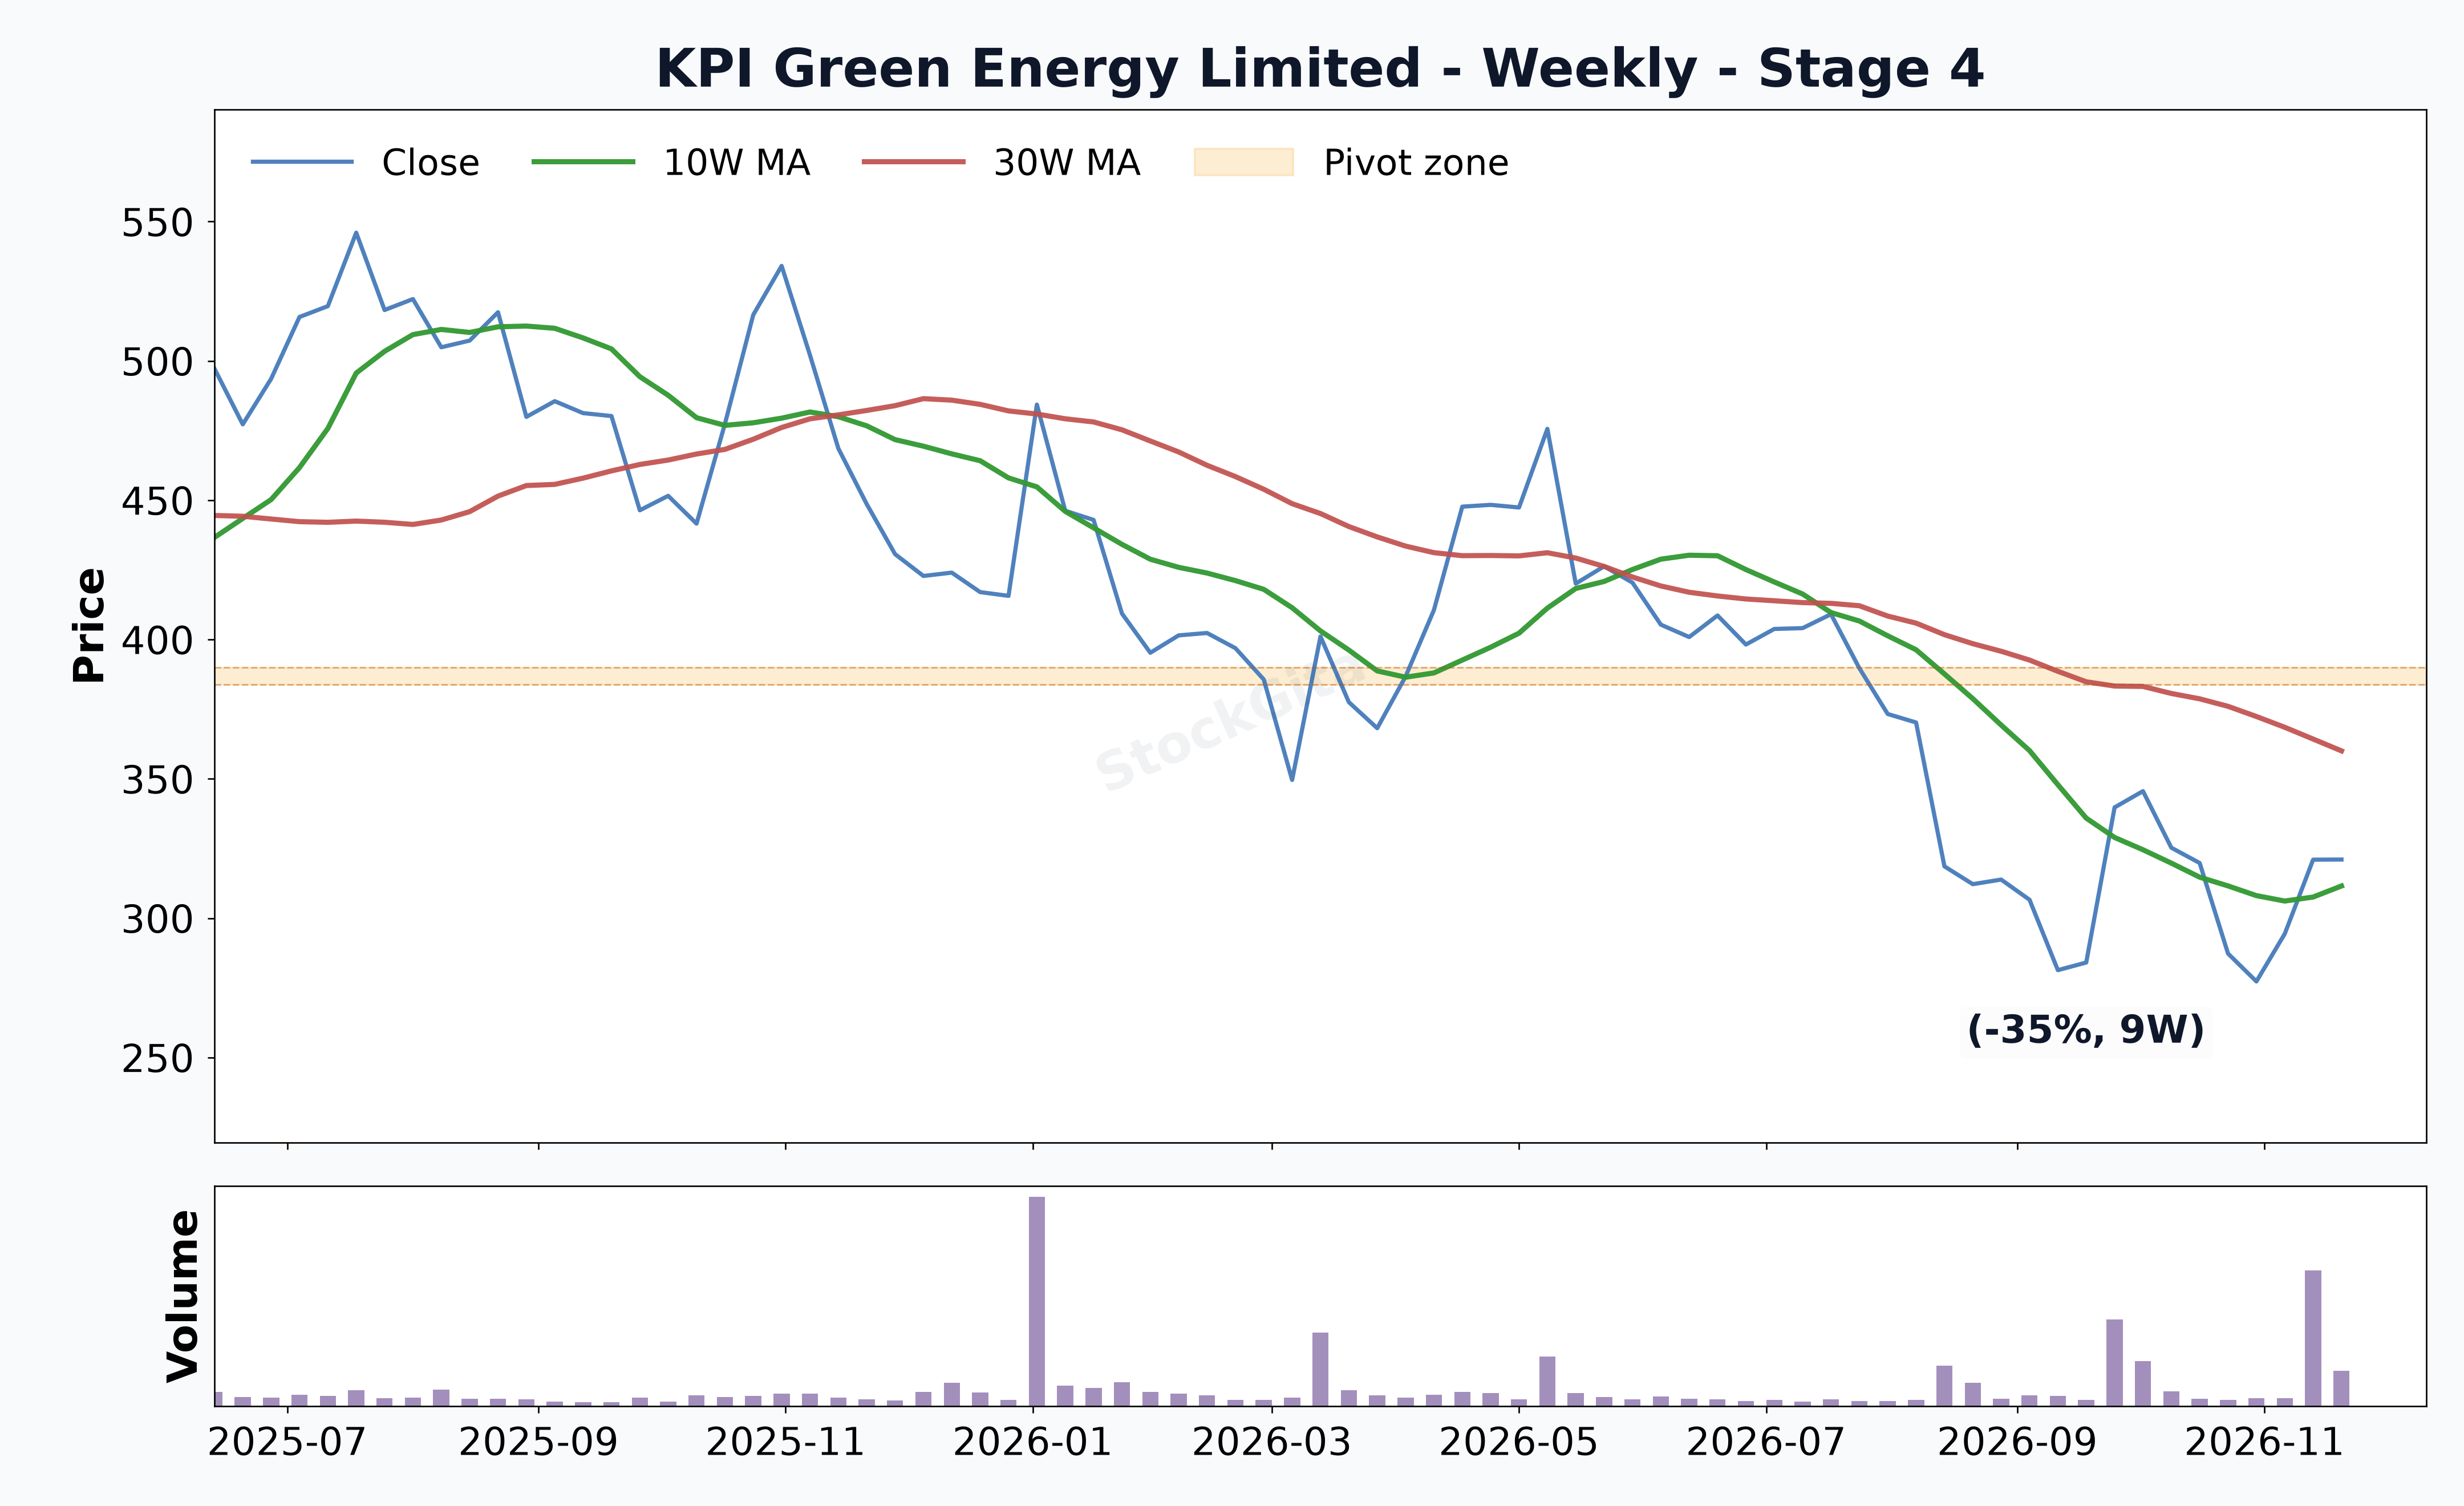 KPI Green Energy Limited - Weekly - Stage 4
Close 10W MA 30W MA Pivot zone
Price
550
500
450
400
350
300
250
StockGita
(-35%, 9W)
Volume
2025-07 2025-09 2025-11 2026-01 2026-03 2026-05 2026-07 2026-09 2026-11